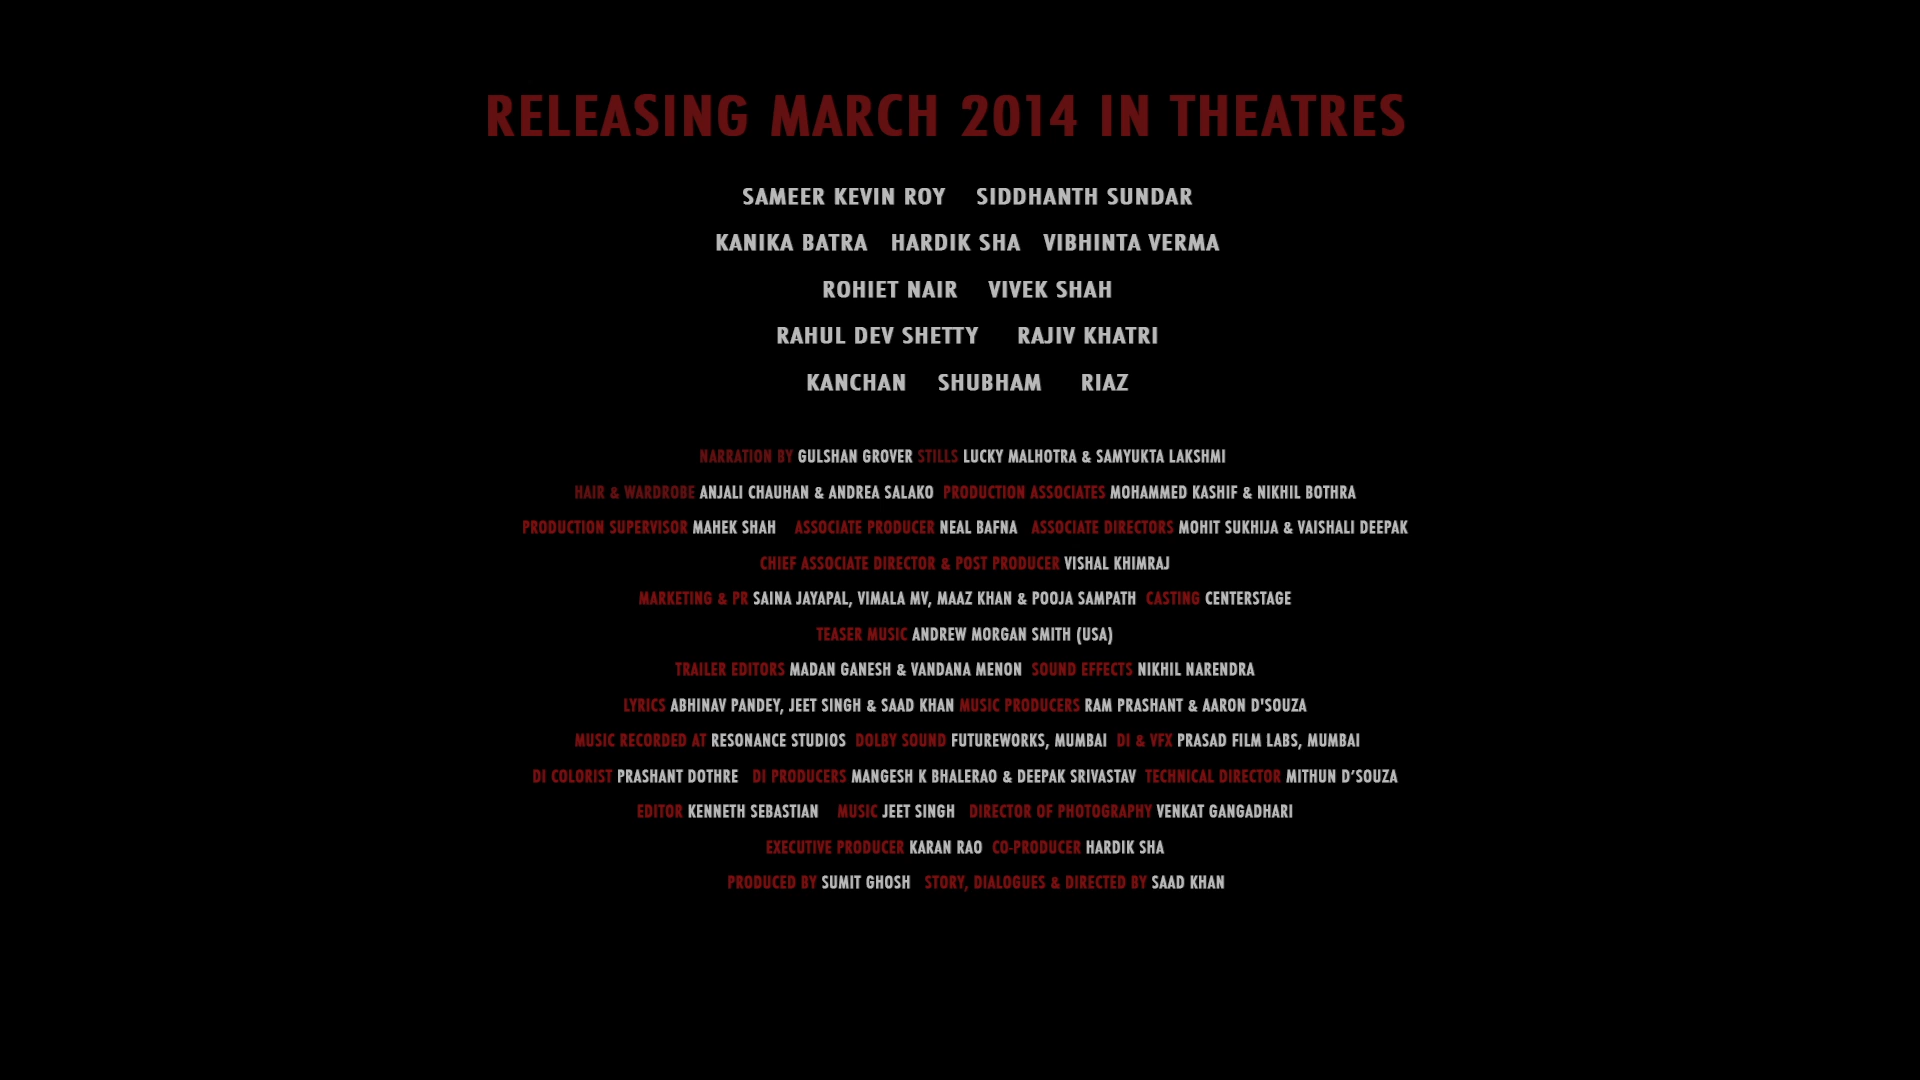 RELEASING MARCH 2014 IN THEATRES
SAMEER KEVIN ROY SIDDHANTH SUNDAR
KANIKA BATRA HARDIK SHA VIBHINTA VERMA
ROHIET NAIR VIVEK SHAH
RAHUL DEV SHETTY RAJIV KHATRI
KANCHAN SHUBHAM RIAZ
NARRATION BY GULSHAN GROVER STILLS LUCKY MALHOTRA & SAMYUKTA LAKSHMI
HAIR & WARDROBE ANJALI CHAUHAN & ANDREA SALAKO PRODUCTION ASSOCIATES MOHAMMED KASHIF & NIKHIL BOTHRA
PRODUCTION SUPERVISOR MAHEK SHAH ASSOCIATE PRODUCER NEAL BAFNA ASSOCIATE DIRECTORS MOHIT SUKHIJA & VAISHALI DEEPAK
CHIEF ASSOCIATE DIRECTOR & POST PRODUCER VISHAL KHIMRAJ
MARKETING & PR SAINA JAYAPAL, VIMALA MV, MAAZ KHAN & POOJA SAMPATH CASTING CENTERSTAGE
TEASER MUSIC ANDREW MORGAN SMITH (USA)
TRAILER EDITORS MADAN GANESH & VANDANA MENON SOUND EFFECTS NIKHIL NARENDRA
LYRICS ABHINAV PANDEY, JEET SINGH & SAAD KHAN MUSIC PRODUCERS RAM PRASHANT & AARON D'SOUZA
MUSIC RECORDED AT RESONANCE STUDIOS DOLBY SOUND FUTUREWORKS, MUMBAI DI & VFX PRASAD FILM LABS, MUMBAI
DI COLORIST PRASHANT DOTHRE DI PRODUCERS MANGESH K BHALERAO & DEEPAK SRIVASTAV TECHNICAL DIRECTOR MITHUN D’SOUZA
EDITOR KENNETH SEBASTIAN MUSIC JEET SINGH DIRECTOR OF PHOTOGRAPHY VENKAT GANGADHARI
EXECUTIVE PRODUCER KARAN RAO CO-PRODUCER HARDIK SHA
PRODUCED BY SUMIT GHOSH STORY, DIALOGUES & DIRECTED BY SAAD KHAN